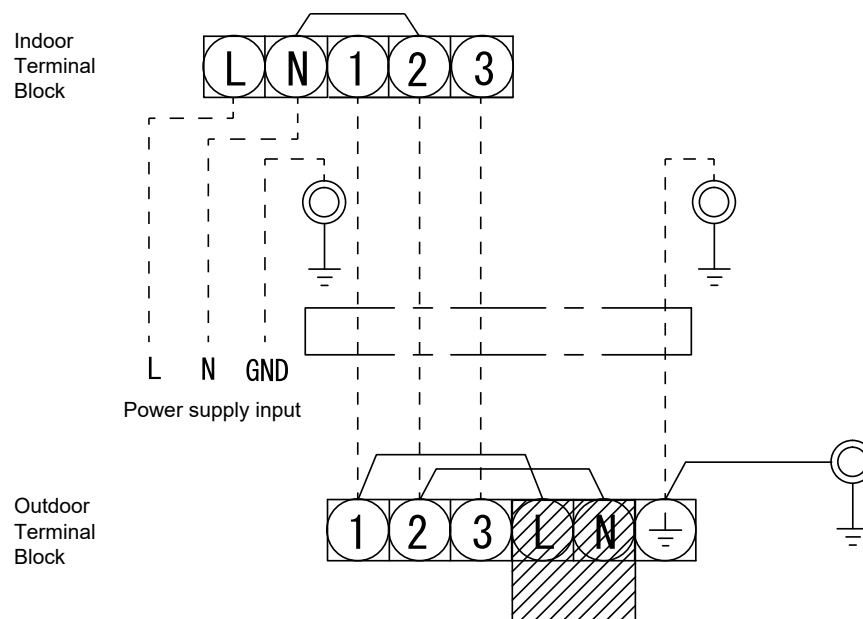 Indoor
Terminal
Block
L N 1 2 3
L N GND
Power supply input
Outdoor
Terminal
Block
1 2 3 L N